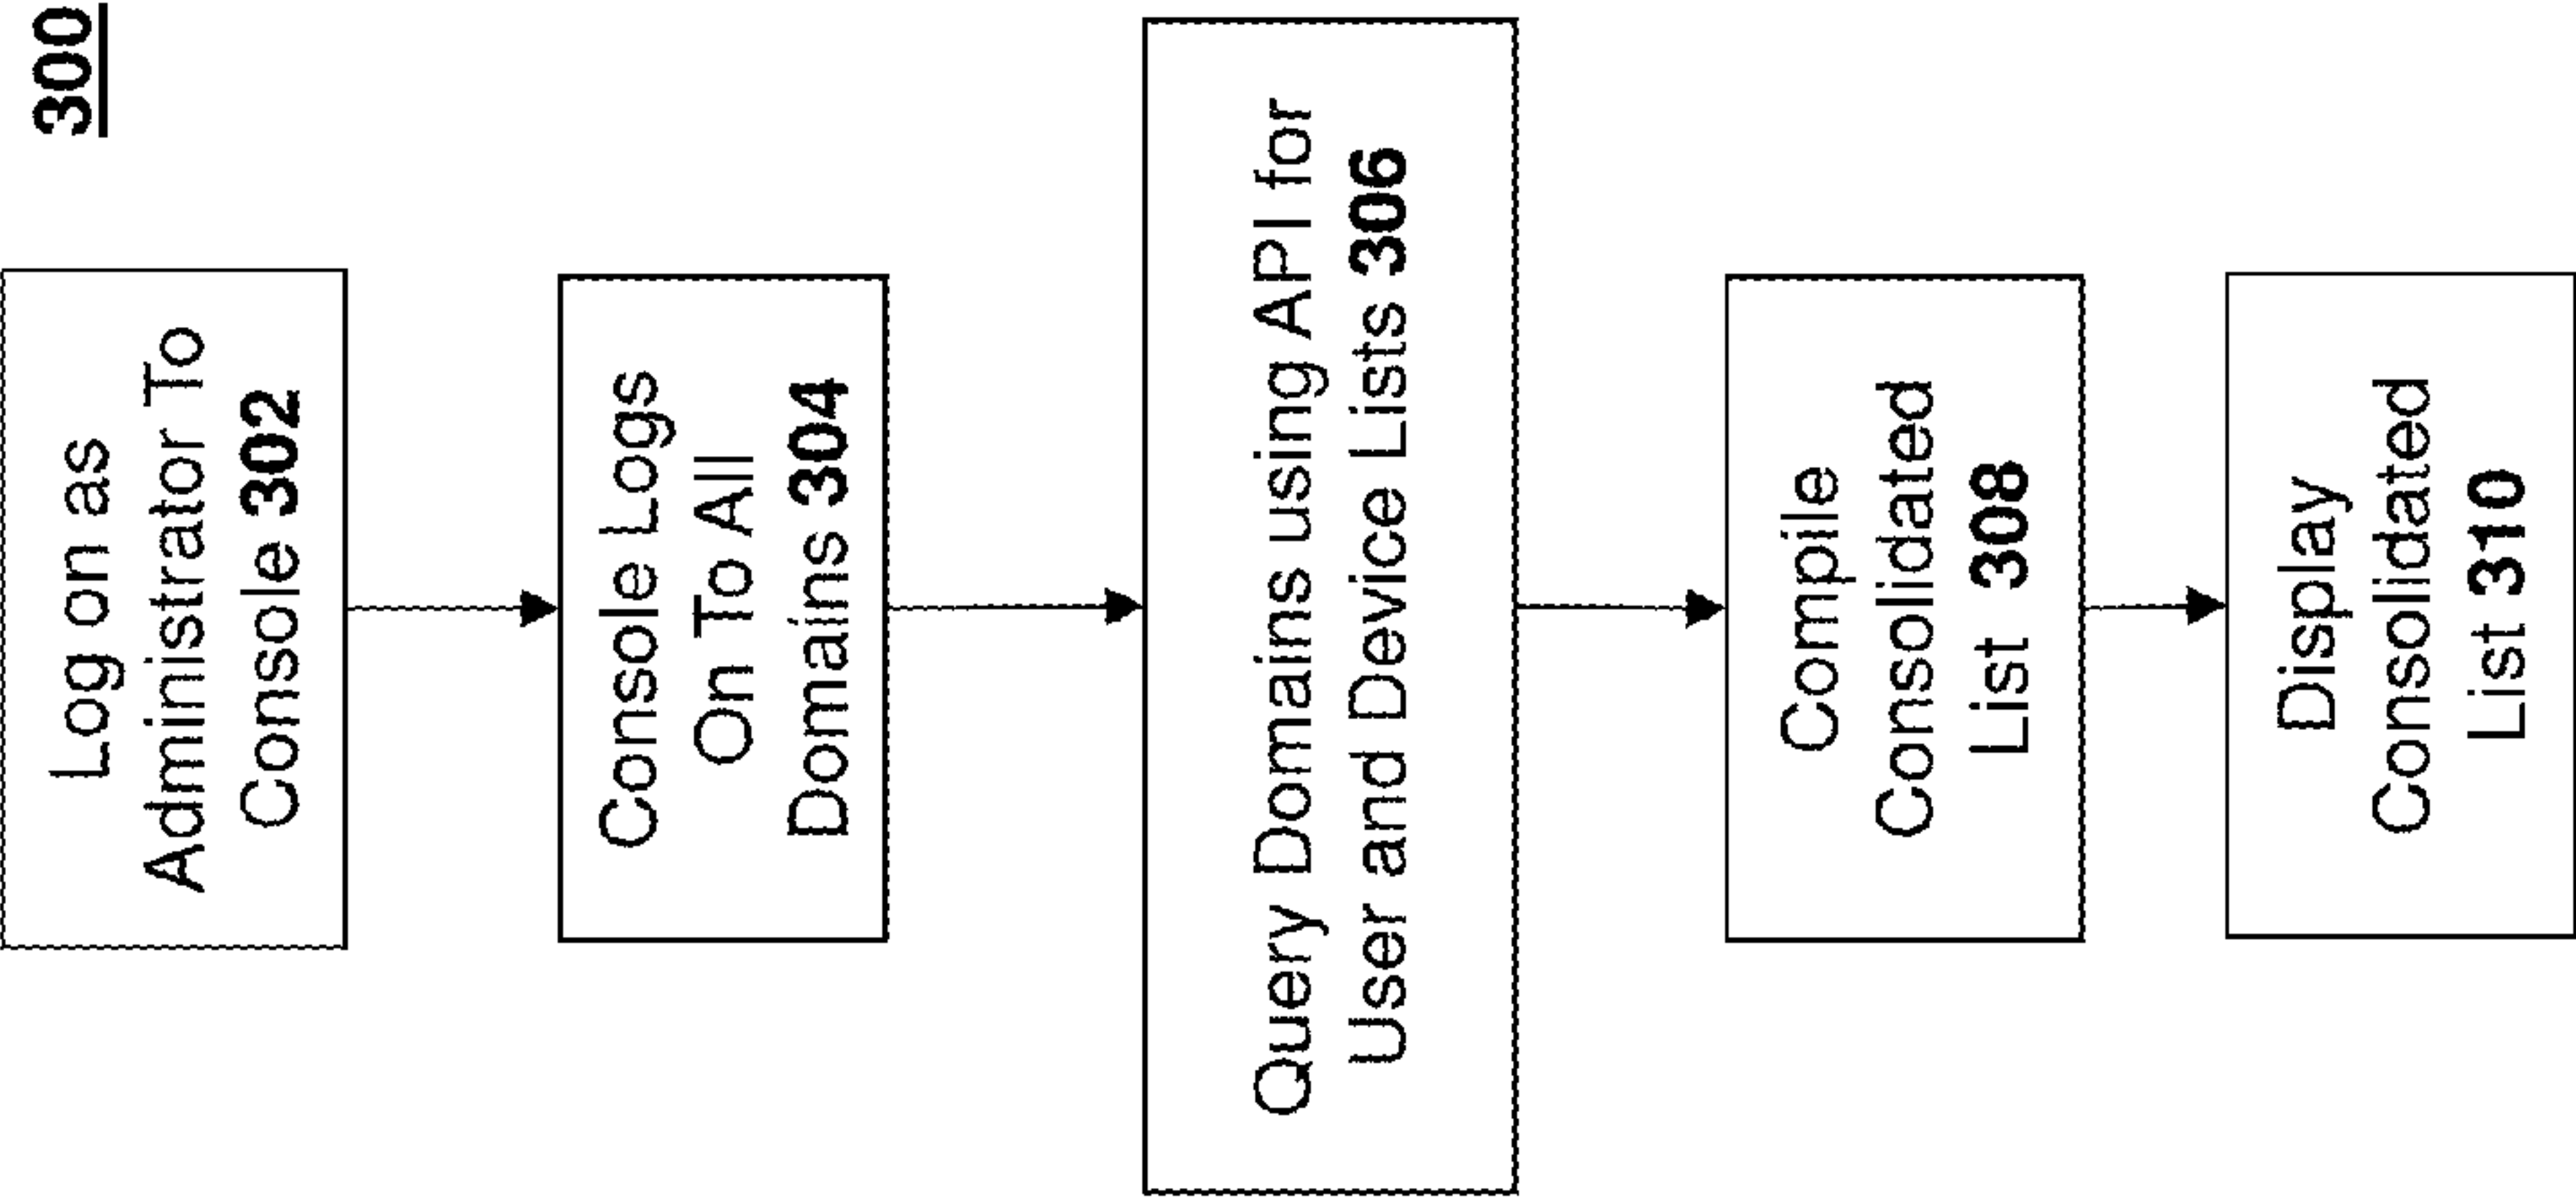 300
Log on as
Administrator To
Console 302
Console Logs
On To All
Domains 304
Query Domains using API for
User and Device Lists 306
Compile
Consolidated
List 308
Display
Consolidated
List 310